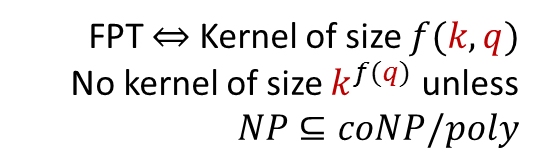 FPT ⇔ Kernel of size f(k, q)
No kernel of size k^{f(q)} unless
NP ⊆ coNP/poly